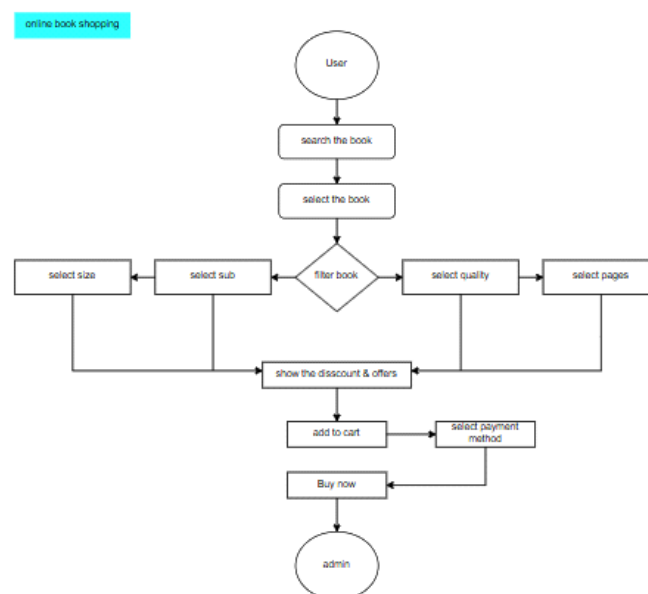 online book shopping
User
search the book
select the book
select size
select sub
filter book
select quality
select pages
show the disscount & offers
add to cart
select payment
method
Buy now
admin